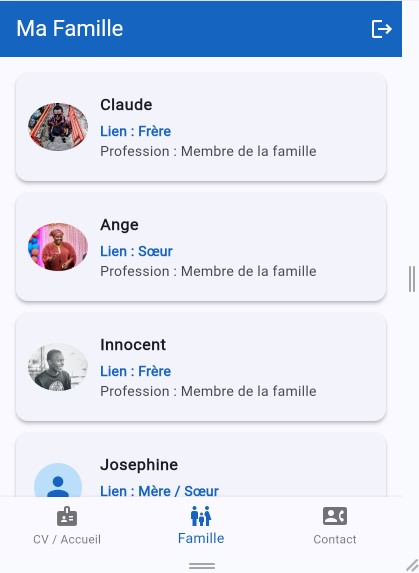 Ma Famille
Claude
Lien : Frère
Profession : Membre de la famille
Ange
Lien : Sœur
Profession : Membre de la famille
Innocent
Lien : Frère
Profession : Membre de la famille
Josephine
Lien : Mère / Sœur
CV / Accueil
Famille
Contact